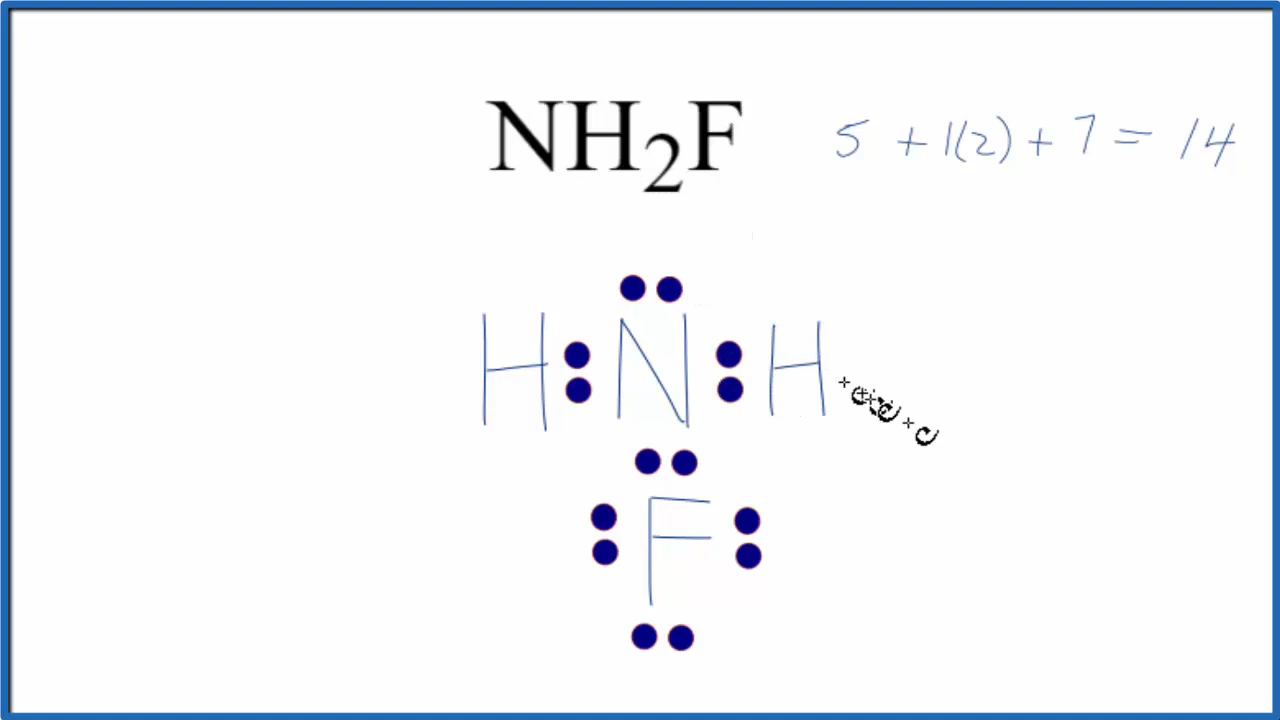 NH₂F 5 + 1(2) + 7 = 14
H N H
F